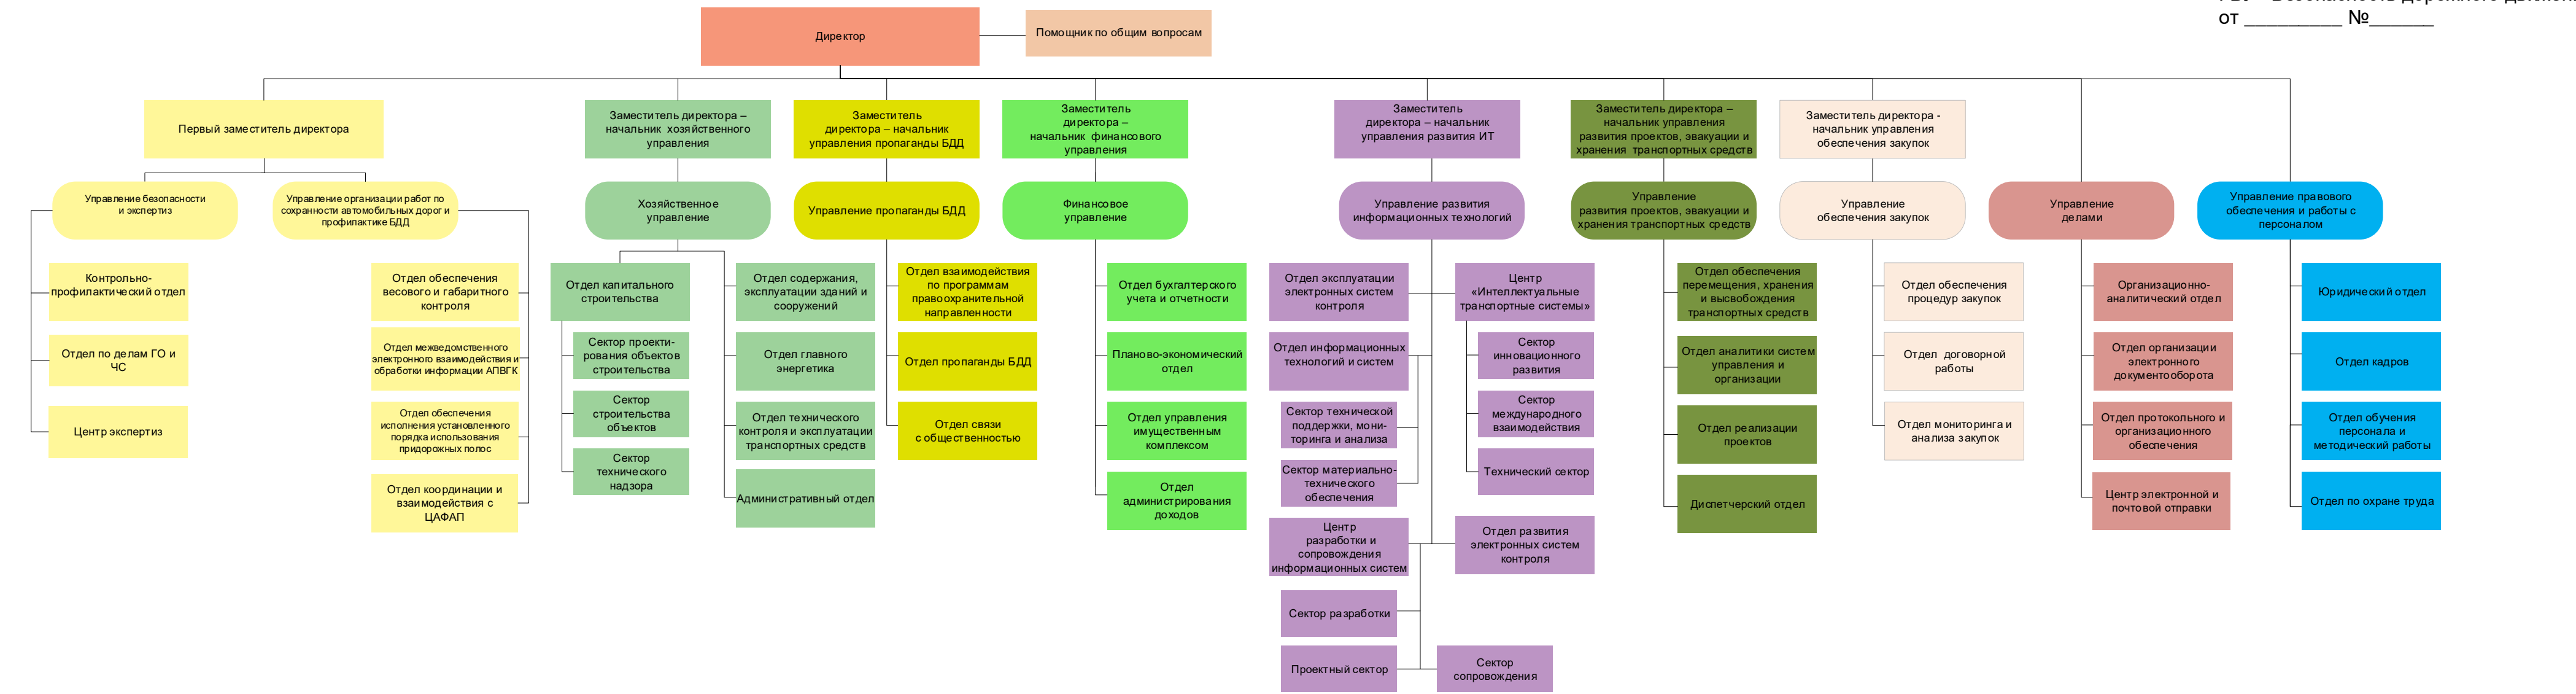 от _________ №______
Директор
Помощник по общим вопросам
Первый заместитель директора
Заместитель директора –
начальник хозяйственного
управления
Заместитель
директора – начальник
управления пропаганды БДД
Заместитель
директора –
начальник финансового
управления
Заместитель
директора – начальник
управления развития ИТ
Заместитель директора –
начальник управления
развития проектов, эвакуации и
хранения транспортных средств
Заместитель директора -
начальник управления
обеспечения закупок
Управление безопасности
и экспертиз
Управление организации работ по
сохранности автомобильных дорог и
профилактике БДД
Хозяйственное
управление
Управление пропаганды БДД
Финансовое
управление
Управление развития
информационных технологий
Управление
развития проектов, эвакуации и
хранения транспортных средств
Управление
обеспечения закупок
Управление
делами
Управление правового
обеспечения и работы с
персоналом
Контрольно-
профилактический отдел
Отдел по делам ГО и
ЧС
Центр экспертиз
Отдел обеспечения
весового и габаритного
контроля
Отдел межведомственного
электронного взаимодействия и
обработки информации АПВГК
Отдел обеспечения
исполнения установленного
порядка использования
придорожных полос
Отдел координации и
взаимодействия с
ЦАФАП
Отдел капитального
строительства
Сектор проекти-
рования объектов
строительства
Сектор
строительства
объектов
Сектор
технического
надзора
Отдел содержания,
эксплуатации зданий и
сооружений
Отдел главного
энергетика
Отдел технического
контроля и эксплуатации
транспортных средств
Административный отдел
Отдел взаимодействия
по программам
правоохранительной
направленности
Отдел пропаганды БДД
Отдел связи
с общественностью
Отдел бухгалтерского
учета и отчетности
Планово-экономический
отдел
Отдел управления
имущественным
комплексом
Отдел
администрирования
доходов
Отдел эксплуатации
электронных систем
контроля
Отдел информационных
технологий и систем
Сектор технической
поддержки, мони-
торинга и анализа
Сектор материально-
технического
обеспечения
Центр
разработки и
сопровождения
информационных систем
Сектор разработки
Проектный сектор
Центр
«Интеллектуальные
транспортные системы»
Сектор
инновационного
развития
Сектор
международного
взаимодействия
Технический сектор
Отдел развития
электронных систем
контроля
Сектор
сопровождения
Отдел обеспечения
перемещения, хранения
и высвобождения
транспортных средств
Отдел аналитики систем
управления и
организации
Отдел реализации
проектов
Диспетчерский отдел
Отдел обеспечения
процедур закупок
Отдел договорной
работы
Отдел мониторинга и
анализа закупок
Организационно-
аналитический отдел
Отдел организации
электронного
документооборота
Отдел протокольного и
организационного
обеспечения
Центр электронной и
почтовой отправки
Юридический отдел
Отдел кадров
Отдел обучения
персонала и
методической работы
Отдел по охране труда